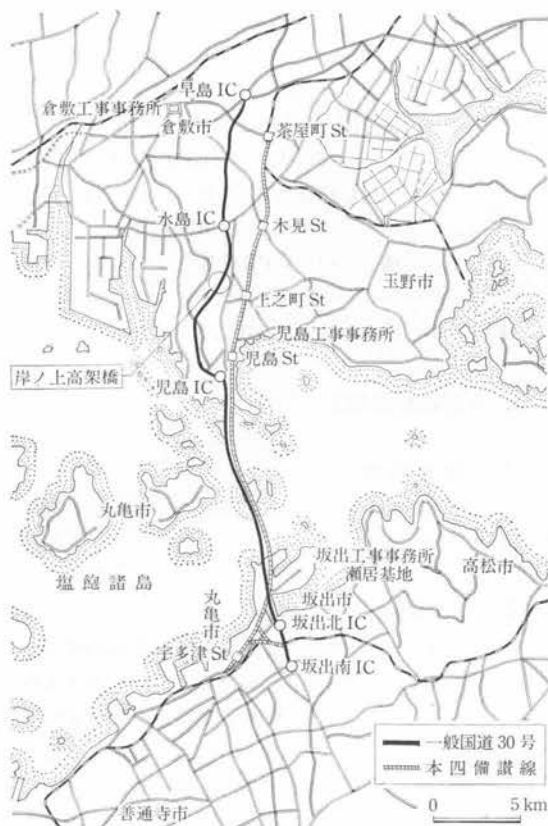 早島 IC
倉敷工事事務所
倉敷市
茶屋町 St
水島 IC
木見 St
玉野市
上之町 St
児島工事事務所
児島 St
岸ノ上高架橋
児島 IC
丸亀市
塩飽諸島
坂出工事事務所
瀬居基地
高松市
坂出市
丸亀市
坂出北 IC
宇多津 St
坂出南 IC
一般国道30号
本四備讃線
0 5km
善通寺市